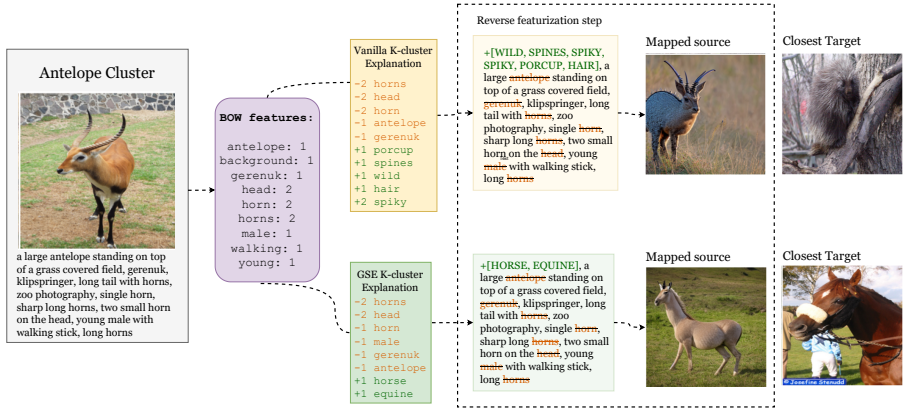 Reverse featurization step
Antelope Cluster
a large antelope standing on top
of a grass covered field, gerenuk,
klipspringer, long tail with horns,
zoo photography, single horn,
sharp long horns, two small horn
on the head, young male with
walking stick, long horns
BOW features:
antelope: 1
background: 1
gerenuk: 1
head: 2
horn: 2
horns: 2
male: 1
walking: 1
young: 1
Vanilla K-cluster
Explanation
-2 horns
-2 head
-2 horn
-1 antelope
-1 gerenuk
+1 porcup
+1 spines
+1 wild
+1 hair
+2 spiky
+[WILD, SPINES, SPIKY,
SPIKY, PORCUP, HAIR], a
large antelope standing on
top of a grass covered field,
gerenuk, klipspringer, long
tail with horns, zoo
photography, single horn,
sharp long horns, two small
horn on the head, young
male with walking stick,
long horns
Mapped source
Closest Target
GSE K-cluster
Explanation
-2 horns
-2 head
-1 horn
-1 male
-1 gerenuk
-1 antelope
+1 horse
+1 equine
+[HORSE, EQUINE], a
large antelope standing on
top of a grass covered field,
gerenuk, klipspringer, long
tail with horns, zoo
photography, single horn,
sharp long horns, two small
horn on the head, young
male with walking stick,
long horns
Mapped source
Closest Target
© Josefine Stenudd